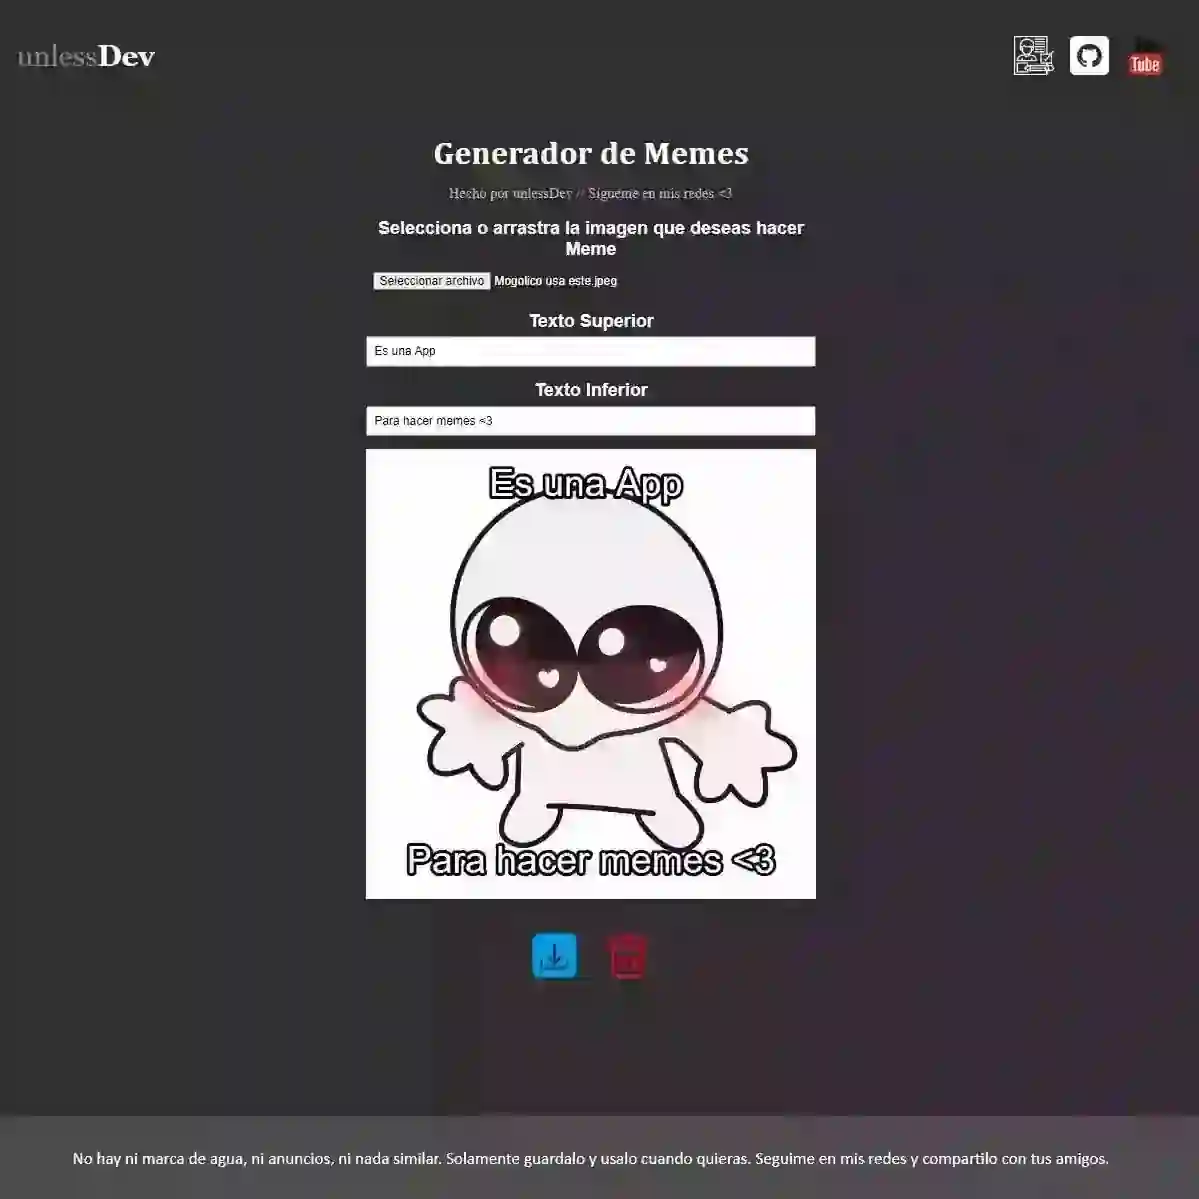 unlessDev
Tube
Generador de Memes
Hecho por unlessDev // Sigueme en mis redes <3
Selecciona o arrastra la imagen que deseas hacer
Meme
Seleccionar archivo Mogolico usa este.jpeg
Texto Superior
Es una App
Texto Inferior
Para hacer memes <3
Es una App
Para hacer memes <3
No hay ni marca de agua, ni anuncios, ni nada similar. Solamente guardalo y usalo cuando quieras. Seguime en mis redes y compartilo con tus amigos.